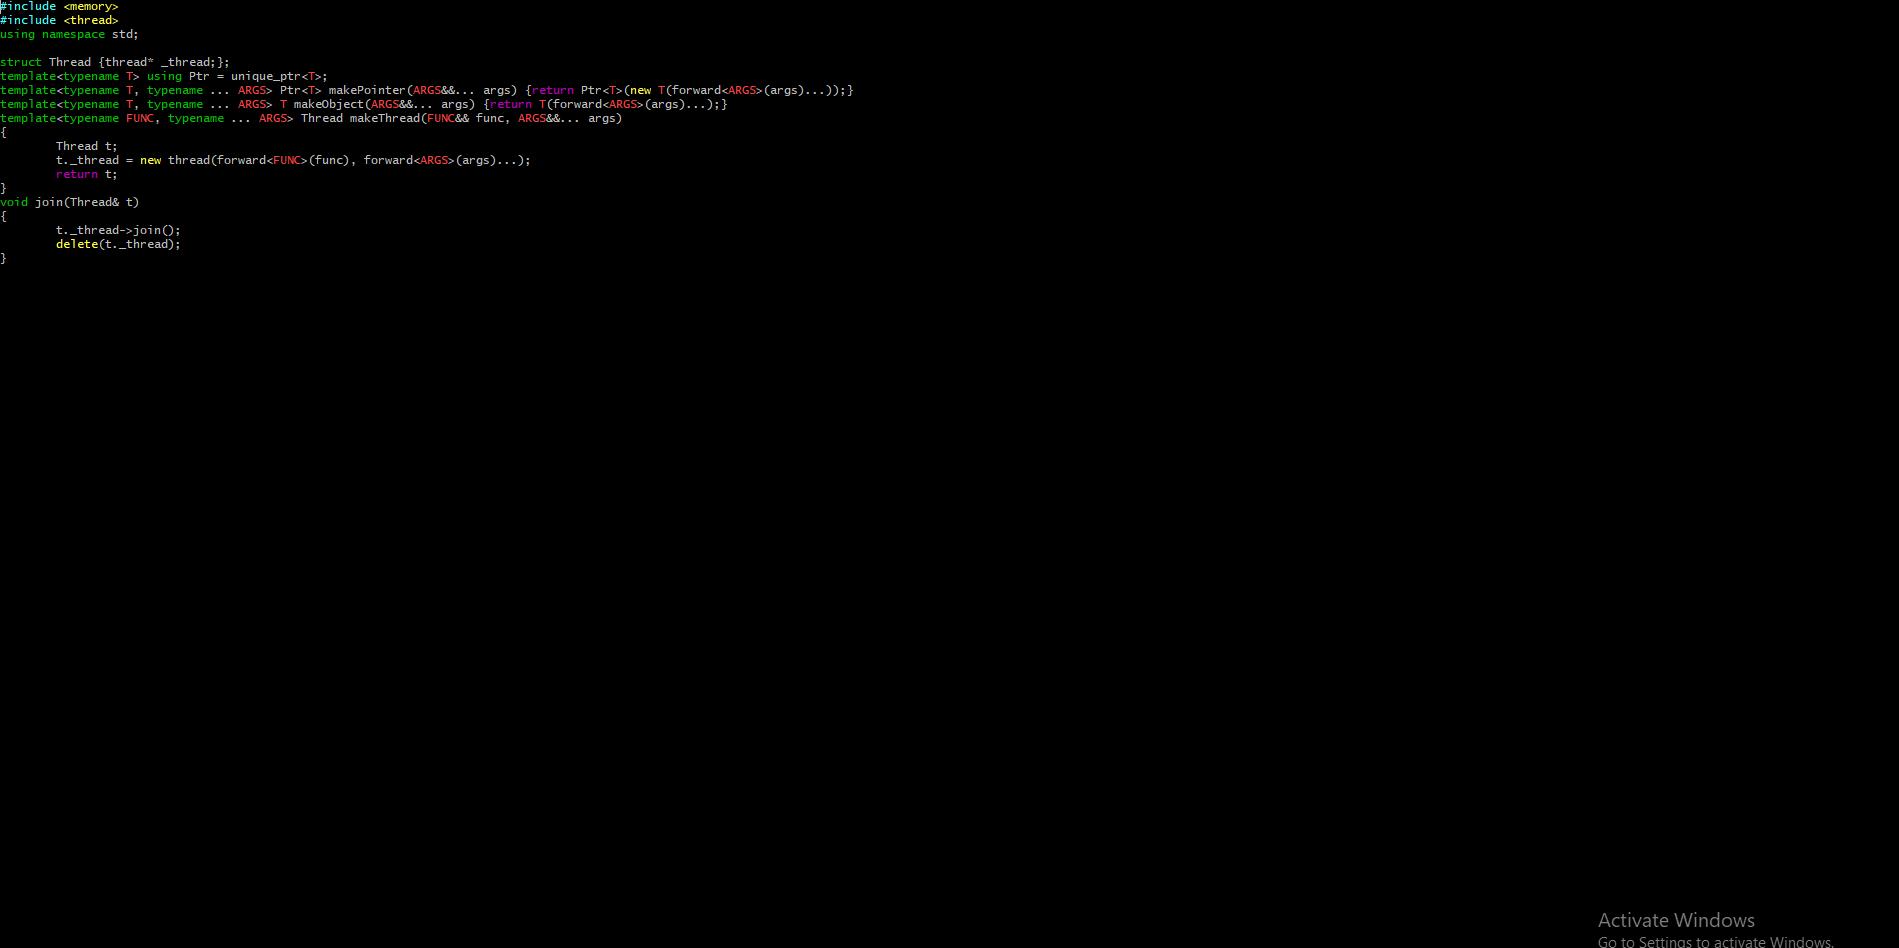 #include <memory>
#include <thread>
using namespace std;

struct Thread {thread* _thread;};
template<typename T> using Ptr = unique_ptr<T>;
template<typename T, typename ... ARGS> Ptr<T> makePointer(ARGS&&... args) {return Ptr<T>(new T(forward<ARGS>(args)...));}
template<typename T, typename ... ARGS> T makeObject(ARGS&&... args) {return T(forward<ARGS>(args)...);}
template<typename FUNC, typename ... ARGS> Thread makeThread(FUNC&& func, ARGS&&... args)
{
        Thread t;
        t._thread = new thread(forward<FUNC>(func), forward<ARGS>(args)...);
        return t;
}
void join(Thread& t)
{
        t._thread->join();
        delete(t._thread);
}
Activate Windows
Go to Settings to activate Windows.